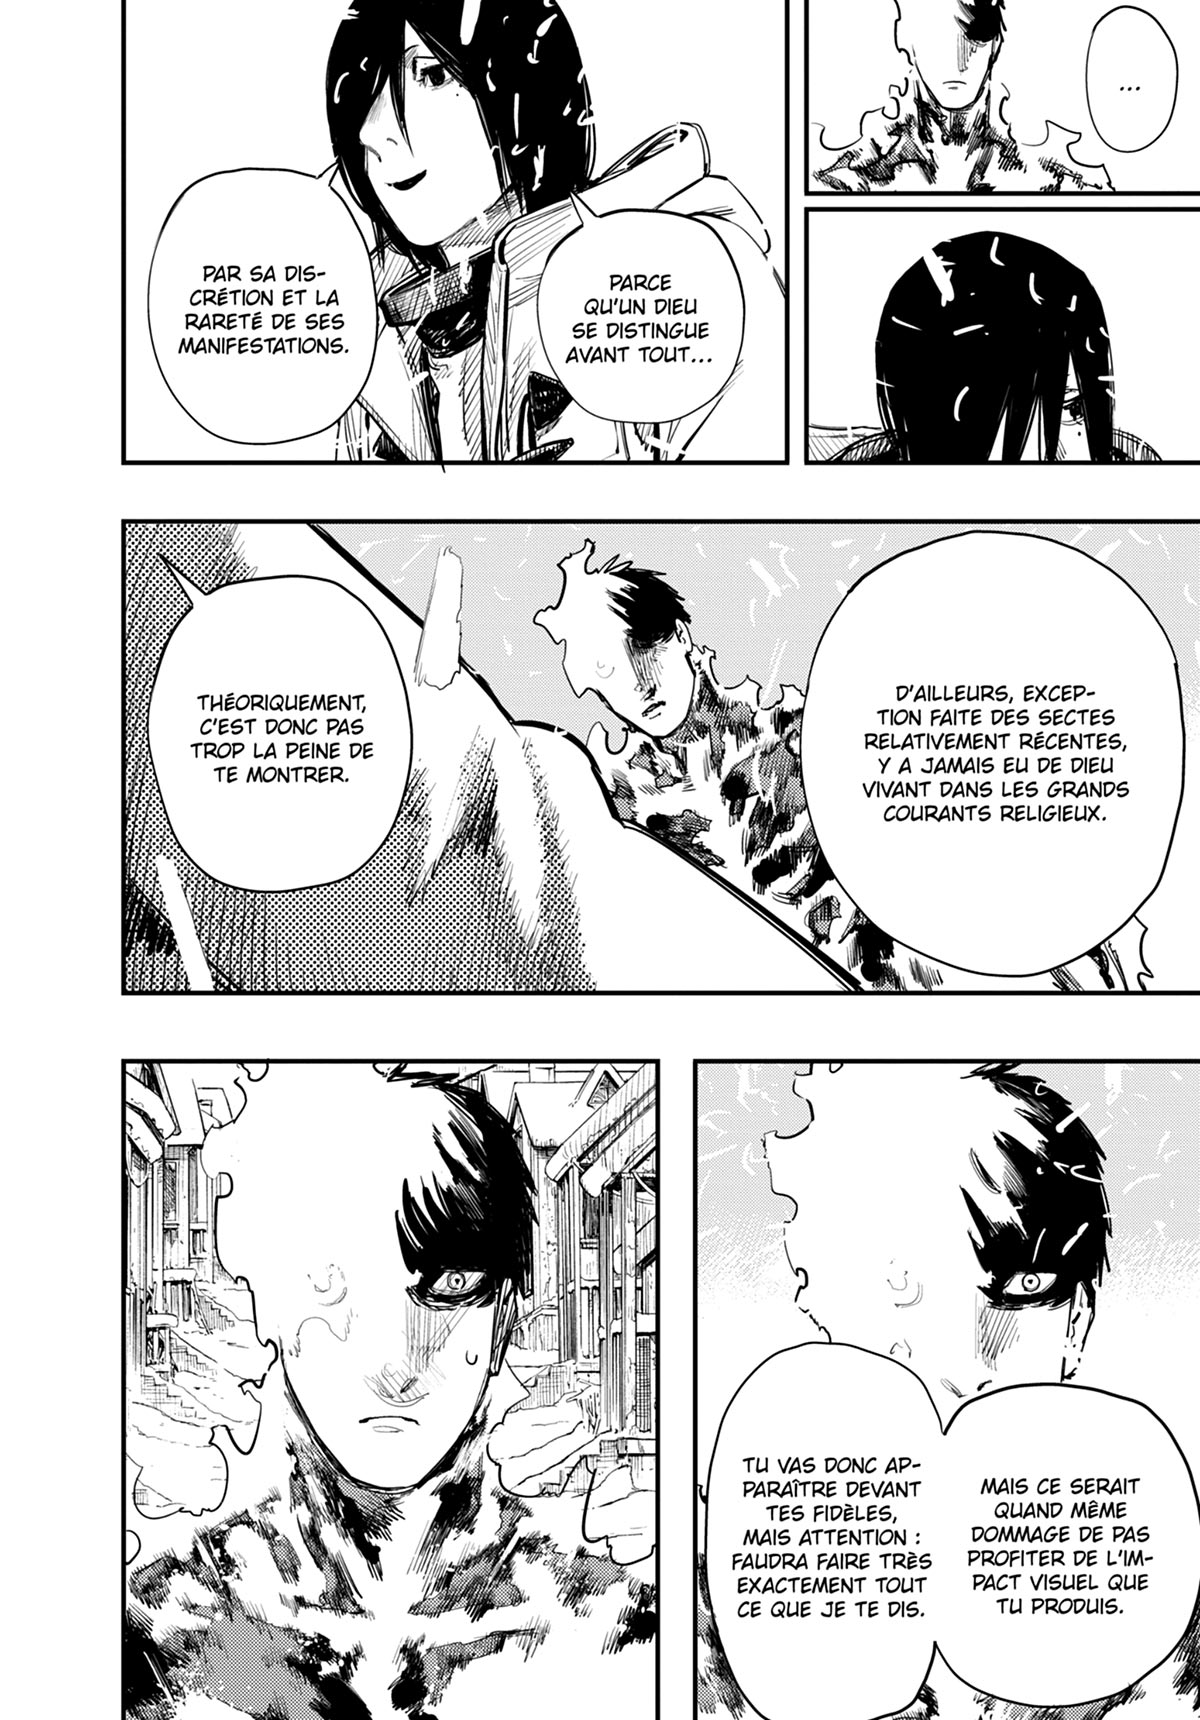 ...
PARCE
QU'UN DIEU
SE DISTINGUE
AVANT TOUT...
PAR SA DIS-
CRÉTION ET LA
RARETÉ DE SES
MANIFESTATIONS.
D'AILLEURS, EXCEP-
TION FAITE DES SECTES
RELATIVEMENT RÉCENTES,
Y A JAMAIS EU DE DIEU
VIVANT DANS LES GRANDS
COURANTS RELIGIEUX.
THÉORIQUEMENT,
C'EST DONC PAS
TROP LA PEINE DE
TE MONTRER.
MAIS CE SERAIT
QUAND MÊME
DOMMAGE DE PAS
PROFITER DE L'IM-
PACT VISUEL QUE
TU PRODUIS.
TU VAS DONC AP-
PARAÎTRE DEVANT
TES FIDÈLES,
MAIS ATTENTION :
FAUDRA FAIRE TRÈS
EXACTEMENT TOUT
CE QUE JE TE DIS.